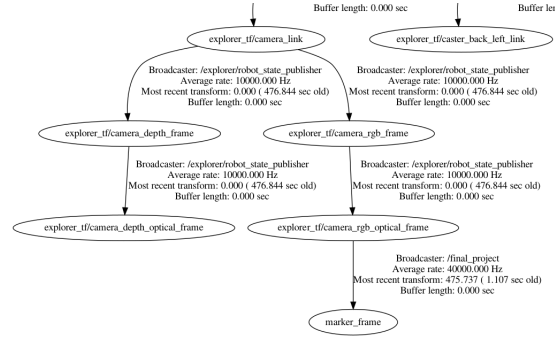 Buffer length: 0.000 sec
explorer_tf/camera_link
explorer_tf/caster_back_left_link
Broadcaster: /explorer/robot_state_publisher
Average rate: 10000.000 Hz
Most recent transform: 0.000 ( 476.844 sec old)
Buffer length: 0.000 sec
Broadcaster: /explorer/robot_state_publisher
Average rate: 10000.000 Hz
Most recent transform: 0.000 ( 476.844 sec old)
Buffer length: 0.000 sec
explorer_tf/camera_depth_frame
explorer_tf/camera_rgb_frame
Broadcaster: /explorer/robot_state_publisher
Average rate: 10000.000 Hz
Most recent transform: 0.000 ( 476.844 sec old)
Buffer length: 0.000 sec
Broadcaster: /explorer/robot_state_publisher
Average rate: 10000.000 Hz
Most recent transform: 0.000 ( 476.844 sec old)
Buffer length: 0.000 sec
explorer_tf/camera_depth_optical_frame
explorer_tf/camera_rgb_optical_frame
Broadcaster: /final_project
Average rate: 40000.000 Hz
Most recent transform: 475.737 ( 1.107 sec old)
Buffer length: 0.000 sec
marker_frame